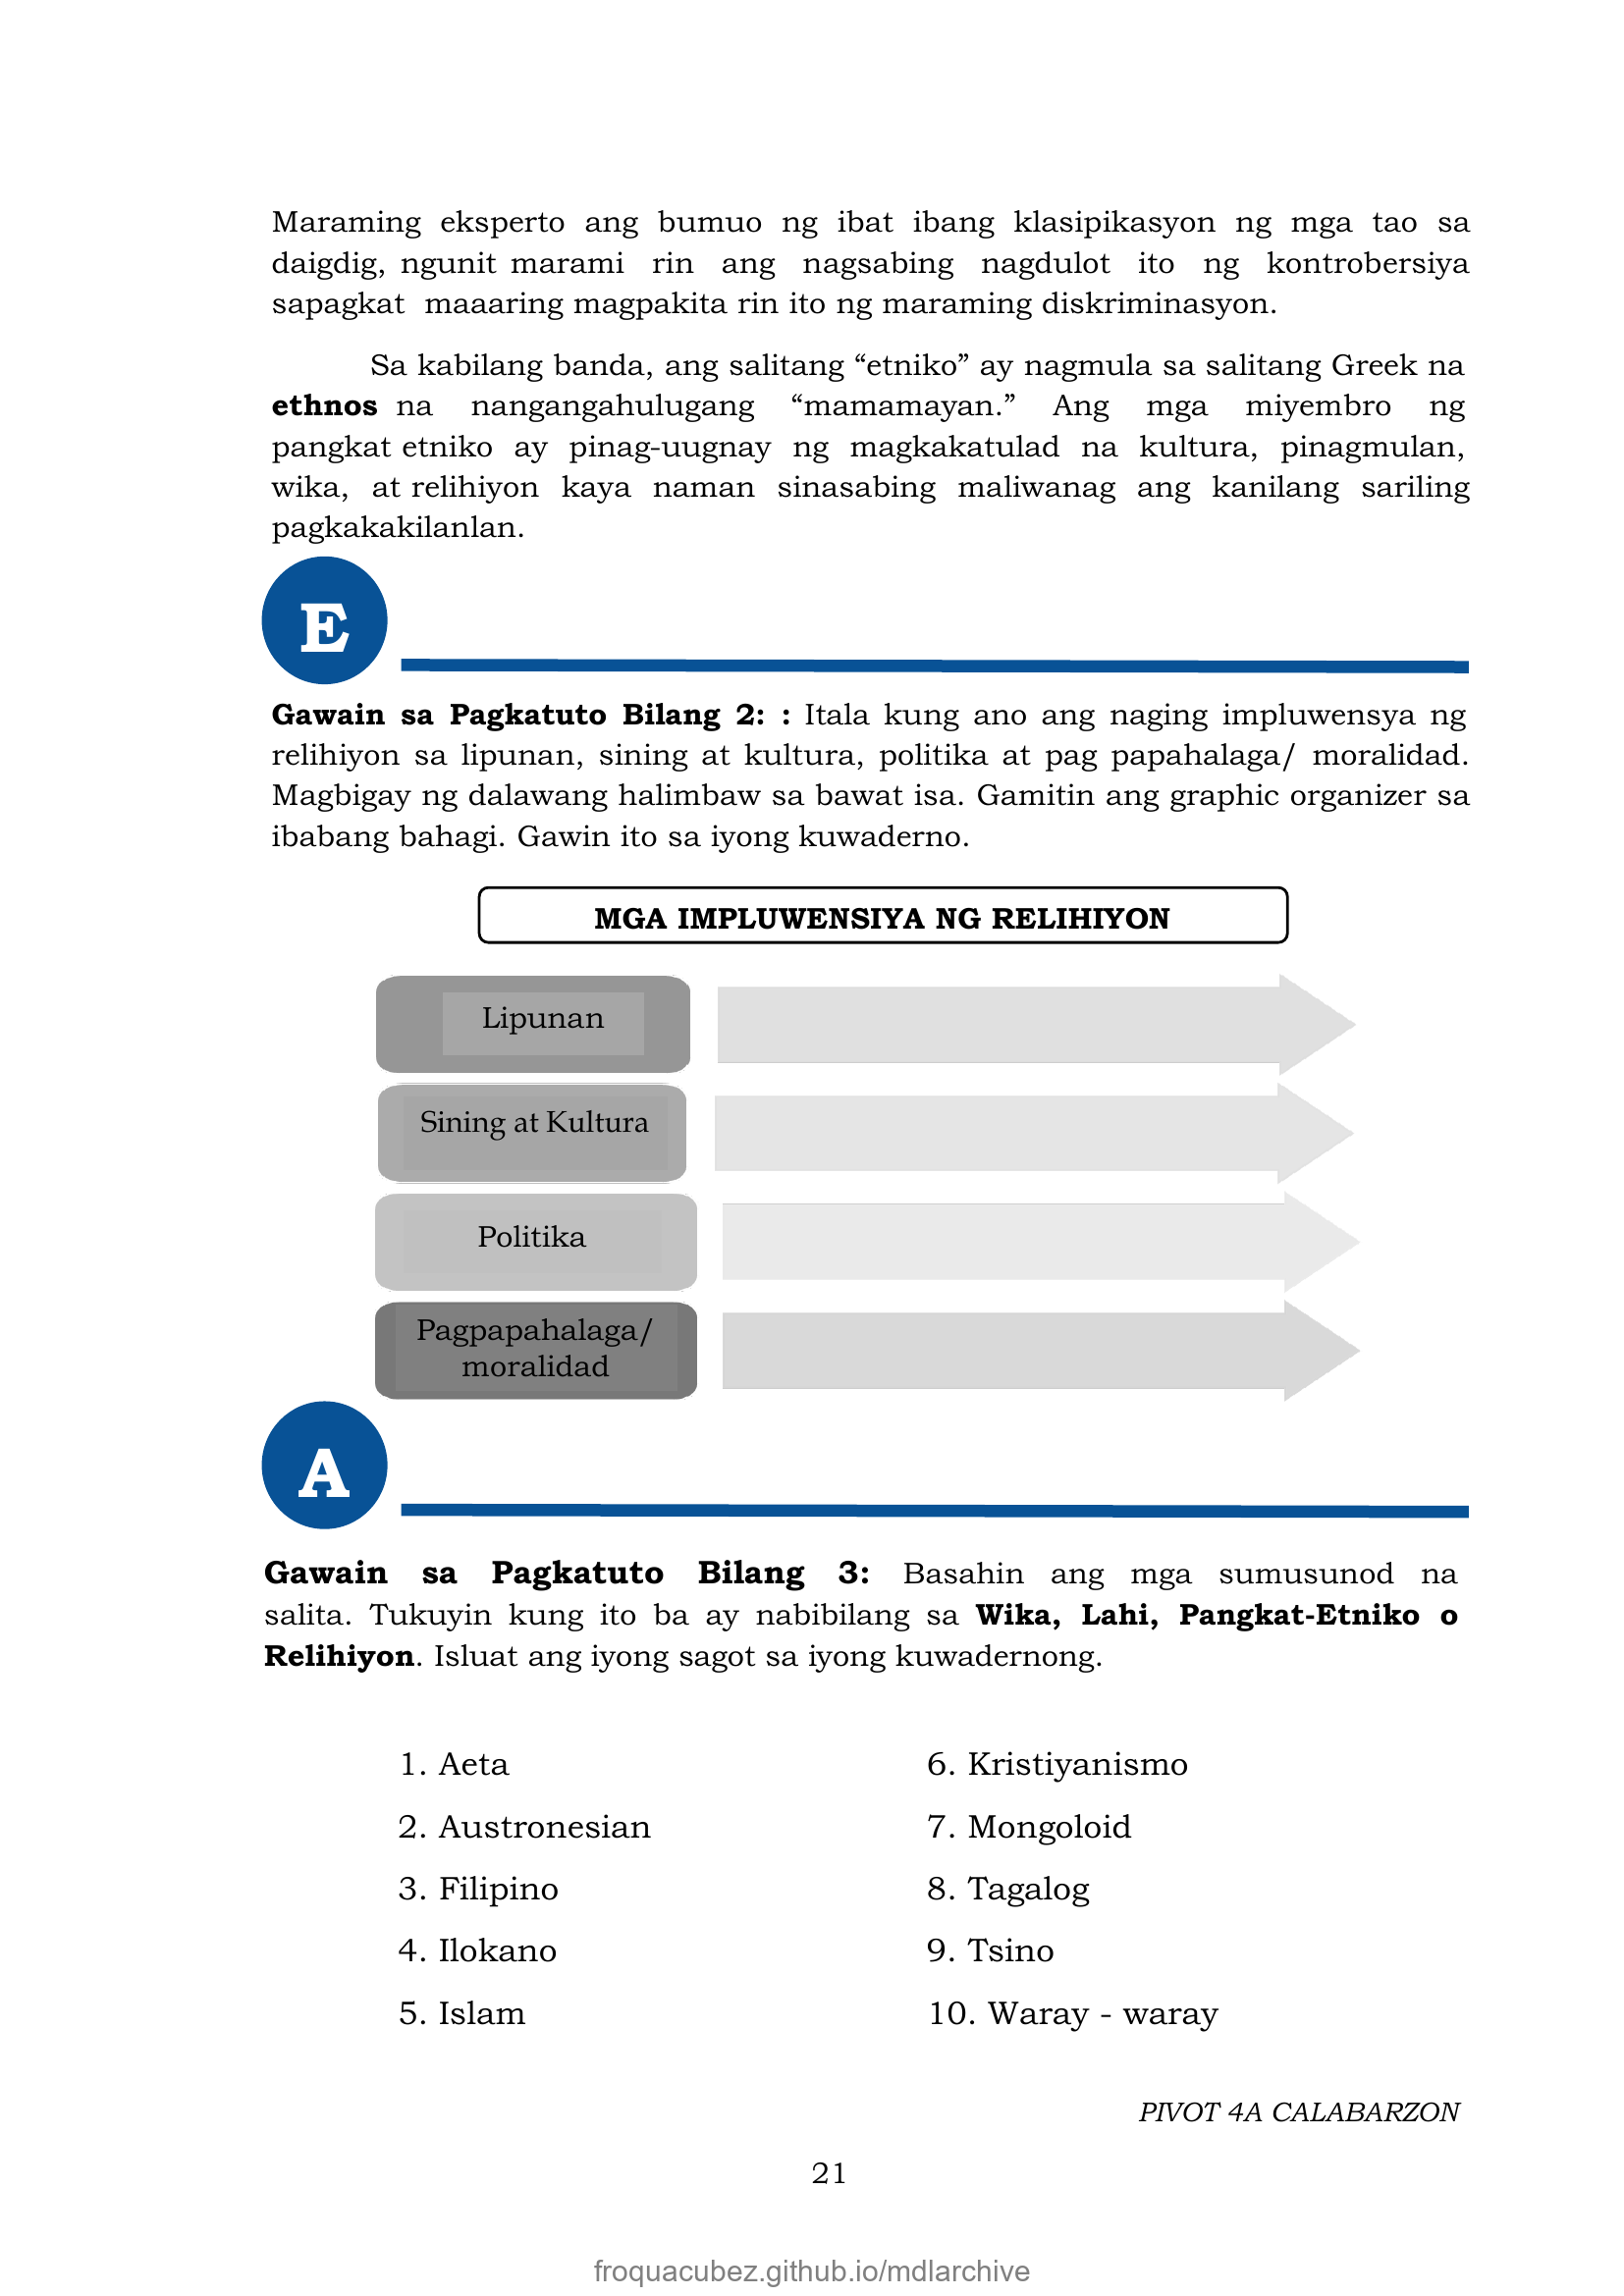 Maraming eksperto ang bumuo ng ibat ibang klasipikasyon ng mga tao sa
daigdig, ngunit marami rin ang nagsabing nagdulot ito ng kontrobersiya
sapagkat maaaring magpakita rin ito ng maraming diskriminasyon.
Sa kabilang banda, ang salitang “etniko” ay nagmula sa salitang Greek na
ethnos na nangangahulugang “mamamayan.” Ang mga miyembro ng
pangkat etniko ay pinag-uugnay ng magkakatulad na kultura, pinagmulan,
wika, at relihiyon kaya naman sinasabing maliwanag ang kanilang sariling
pagkakakilanlan.
E
Gawain sa Pagkatuto Bilang 2: : Itala kung ano ang naging impluwensya ng
relihiyon sa lipunan, sining at kultura, politika at pag papahalaga/ moralidad.
Magbigay ng dalawang halimbaw sa bawat isa. Gamitin ang graphic organizer sa
ibabang bahagi. Gawin ito sa iyong kuwaderno.
MGA IMPLUWENSIYA NG RELIHIYON
Lipunan
Sining at Kultura
Politika
Pagpapahalaga/
moralidad
A
Gawain sa Pagkatuto Bilang 3: Basahin ang mga sumusunod na
salita. Tukuyin kung ito ba ay nabibilang sa Wika, Lahi, Pangkat-Etniko o
Relihiyon. Isluat ang iyong sagot sa iyong kuwadernong.
1. Aeta
2. Austronesian
3. Filipino
4. Ilokano
5. Islam
6. Kristiyanismo
7. Mongoloid
8. Tagalog
9. Tsino
10. Waray - waray
PIVOT 4A CALABARZON
21
froquacubez.github.io/mdlarchive